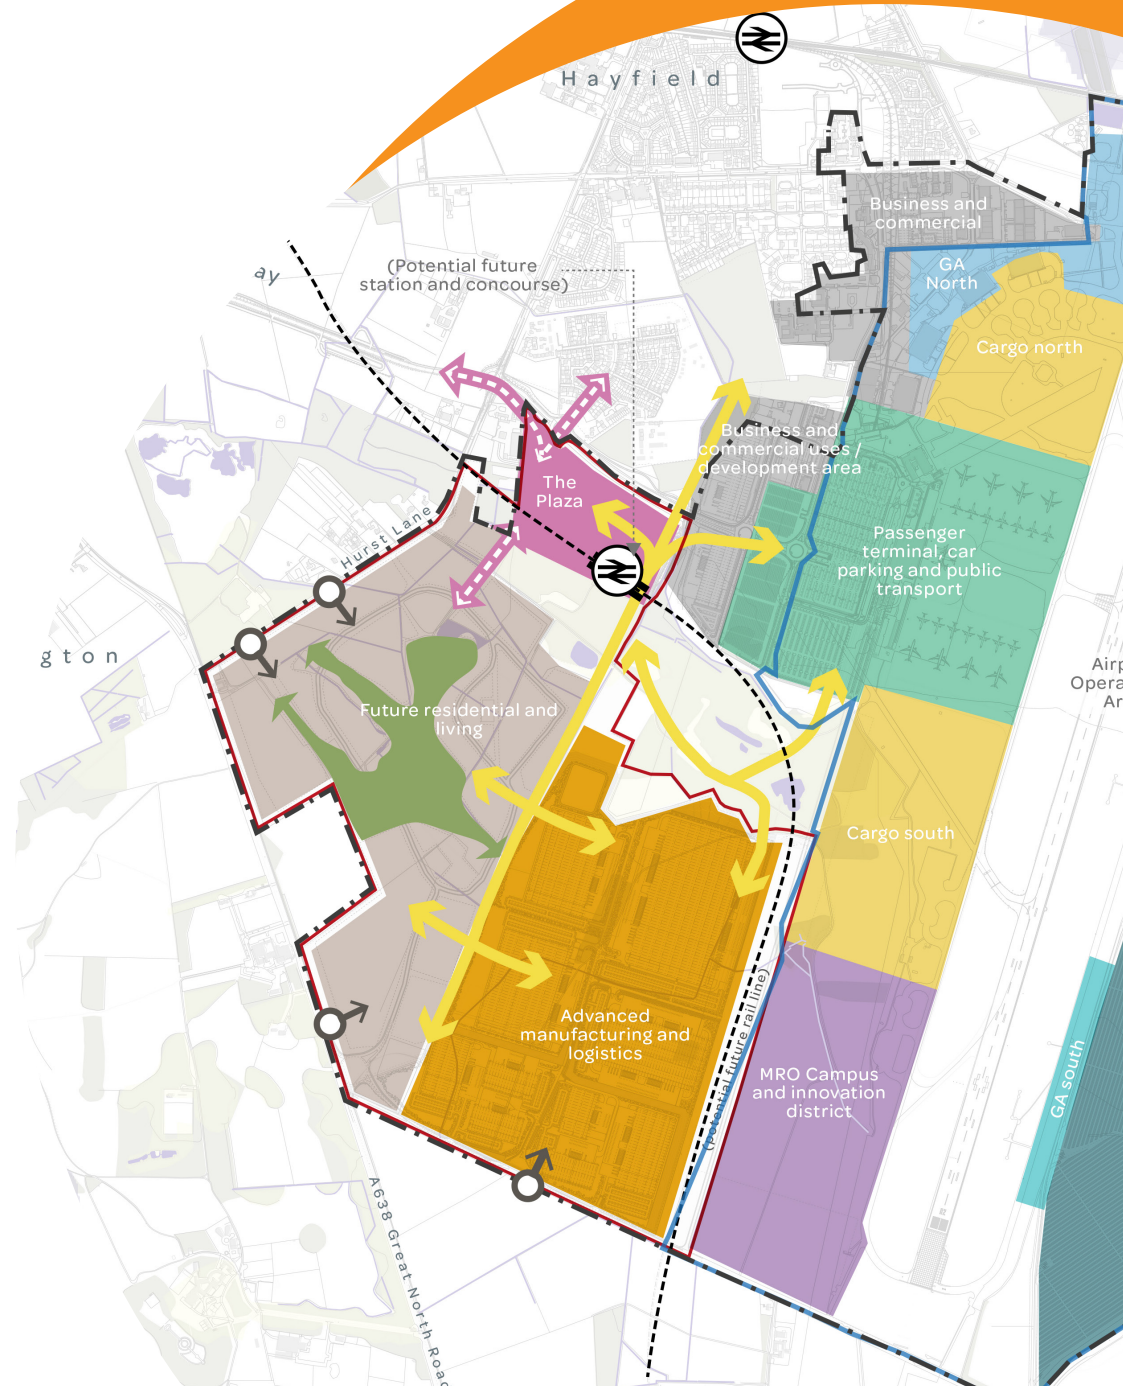 Hayfield
Business and
commercial
(Potential future
station and concourse)
ay
GA
North
Cargo north
Business and
commercial uses /
development area
The
Plaza
Hurst Lane
Passenger
terminal, car
parking and public
transport
gton
Airp
Opera
Ar
Future residential and
living
Cargo south
Advanced
manufacturing and
logistics
(potential future rail line)
MRO Campus
and innovation
district
GA south
A638 Great North Road